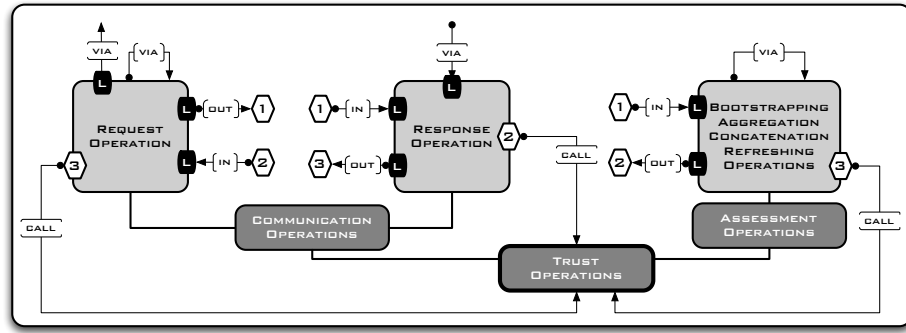 VIA
VIA
VIA
VIA
L
L
REQUEST
OPERATION
L
OUT
1
L
IN
2
3
1
IN
L
RESPONSE
OPERATION
3
OUT
L
2
CALL
1
IN
L
BOOTSTRAPPING
AGGREGATION
CONCATENATION
REFRESHING
OPERATIONS
2
OUT
L
3
CALL
COMMUNICATION
OPERATIONS
ASSESSMENT
OPERATIONS
CALL
TRUST
OPERATIONS